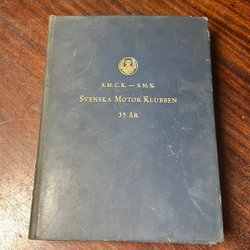 S.M.C.K. — S.M.K.
SVENSKA MOTOR KLUBBEN
35 ÅR